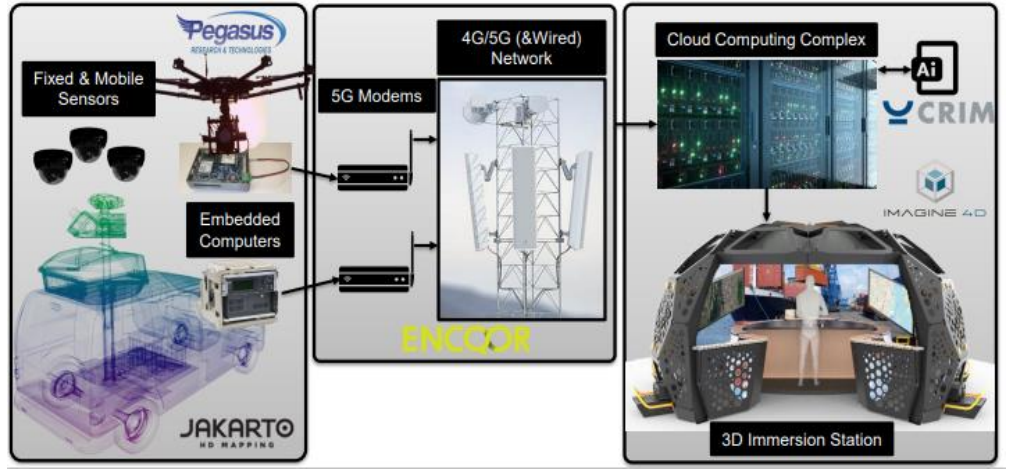 Pegasus
RESEARCH & TECHNOLOGIES
Fixed & Mobile
Sensors
Embedded
Computers
JAKARTO
HD MAPPING
5G Modems
4G/5G (&Wired)
Network
ENCQOR
Cloud Computing Complex
Ai
CRIM
IMAGINE 4D
3D Immersion Station